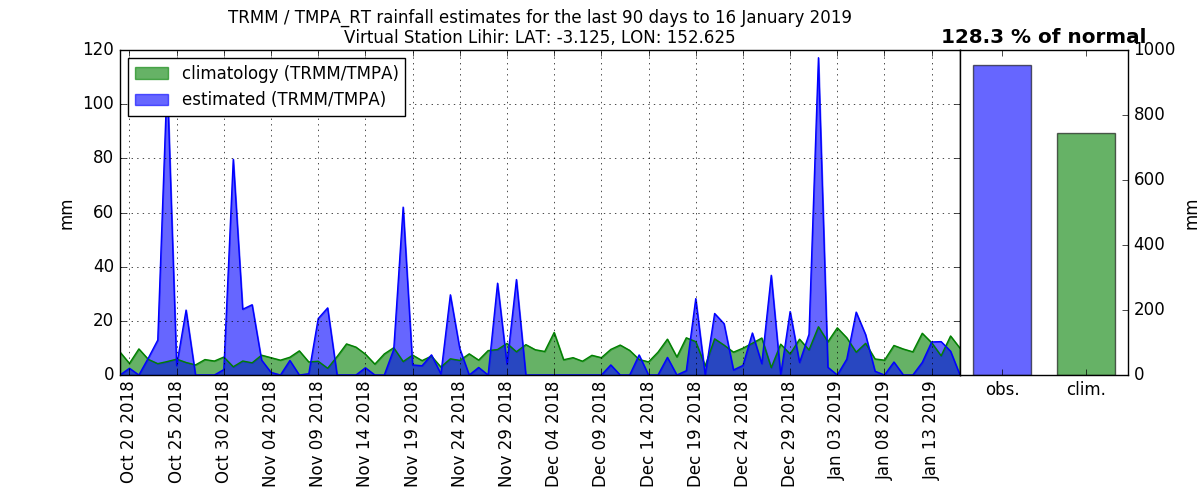 TRMM / TMPA_RT rainfall estimates for the last 90 days to 16 January 2019
Virtual Station Lihir: LAT: -3.125, LON: 152.625
128.3 % of normal
climatology (TRMM/TMPA)
estimated (TRMM/TMPA)
120
100
80
60
40
20
0
mm
1000
800
600
400
200
0
mm
Oct 20 2018
Oct 25 2018
Oct 30 2018
Nov 04 2018
Nov 09 2018
Nov 14 2018
Nov 19 2018
Nov 24 2018
Nov 29 2018
Dec 04 2018
Dec 09 2018
Dec 14 2018
Dec 19 2018
Dec 24 2018
Dec 29 2018
Jan 03 2019
Jan 08 2019
Jan 13 2019
obs.
clim.